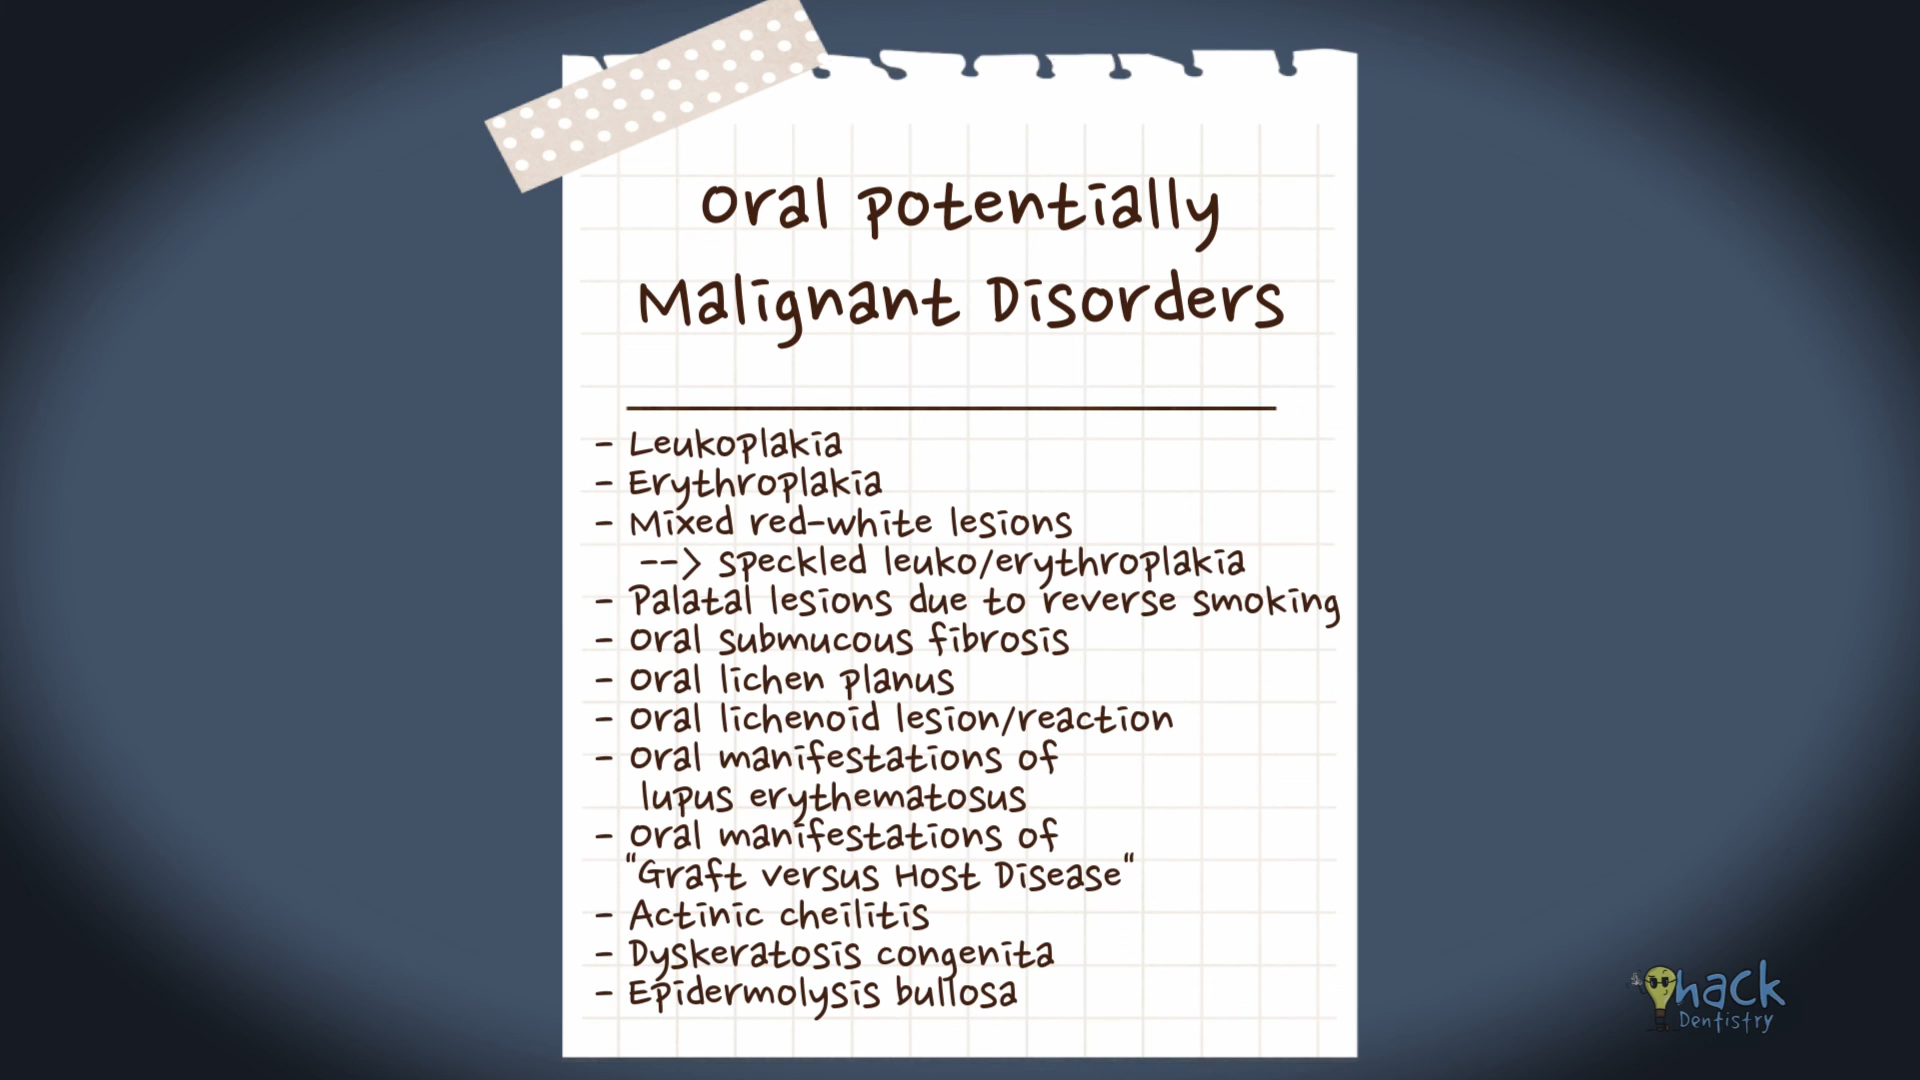 Oral Potentially
Malignant Disorders
- Leukoplakia
- Erythroplakia
- Mixed red-white lesions
--> speckled leuko/erythroplakia
- Palatal lesions due to reverse smoking
- Oral submucous fibrosis
- Oral lichen planus
- Oral lichenoid lesion/reaction
- Oral manifestations of
lupus erythematosus
- Oral manifestations of
"Graft versus Host Disease"
- Actinic cheilitis
- Dyskeratosis congenita
- Epidermolysis bullosa
hack
Dentistry